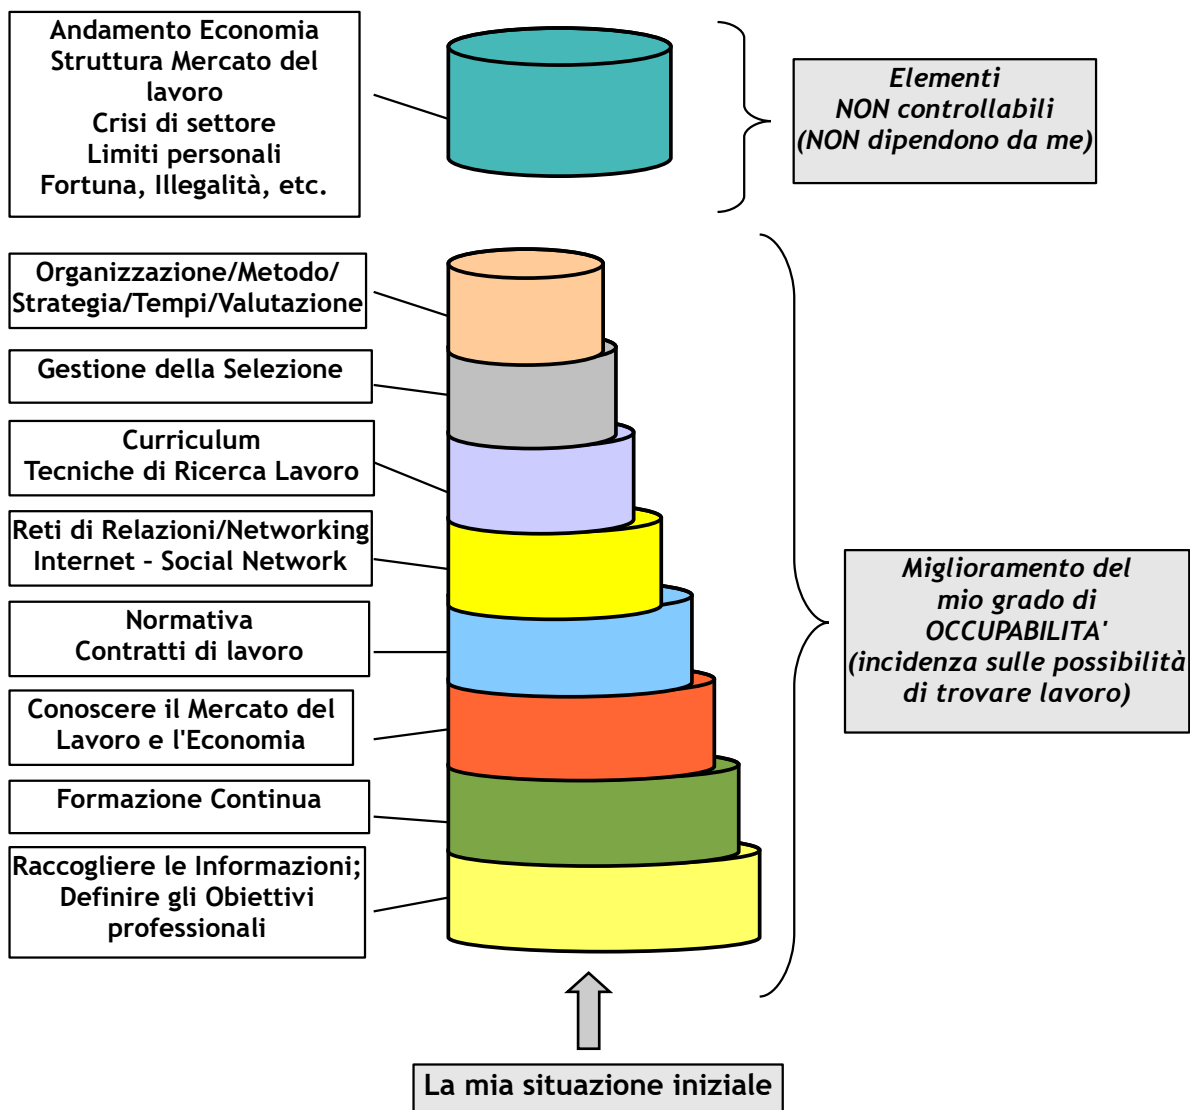 Andamento Economia
Struttura Mercato del
lavoro
Crisi di settore
Limiti personali
Fortuna, Illegalità, etc.
Elementi
NON controllabili
(NON dipendono da me)
Organizzazione/Metodo/
Strategia/Tempi/Valutazione
Gestione della Selezione
Curriculum
Tecniche di Ricerca Lavoro
Reti di Relazioni/Networking
Internet - Social Network
Normativa
Contratti di lavoro
Conoscere il Mercato del
Lavoro e l'Economia
Formazione Continua
Raccogliere le Informazioni;
Definire gli Obiettivi
professionali
Miglioramento del
mio grado di
OCCUPABILITA'
(incidenza sulle possibilità
di trovare lavoro)
La mia situazione iniziale